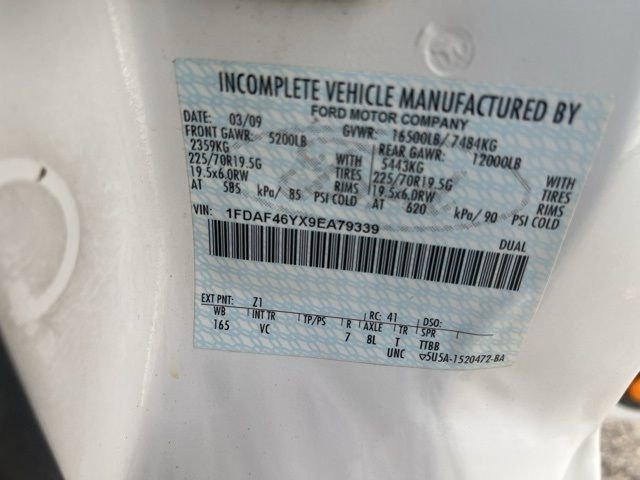 INCOMPLETE VEHICLE MANUFACTURED BY
FORD MOTOR COMPANY
DATE: 03/09 GVWR: 16500LB/ 7484KG
FRONT GAWR: 5200LB REAR GAWR: 12000LB
2359KG WITH 5443KG WITH
225/70R19.5G TIRES 225/70R19.5G TIRES
19.5x6.0RW RIMS 19.5x6.0RW RIMS
AT 585 kPa/ 85 PSI COLD AT 620 kPa/ 90 PSI COLD
VIN: 1FDAF46YX9EA79339
DUAL
EXT PNT: Z1 RC: 41 DSO:
WB INT TR TP/PS R AXLE TR SPR
165 VC 7 8L T TTBB
UNC 5U5A-1520472-BA